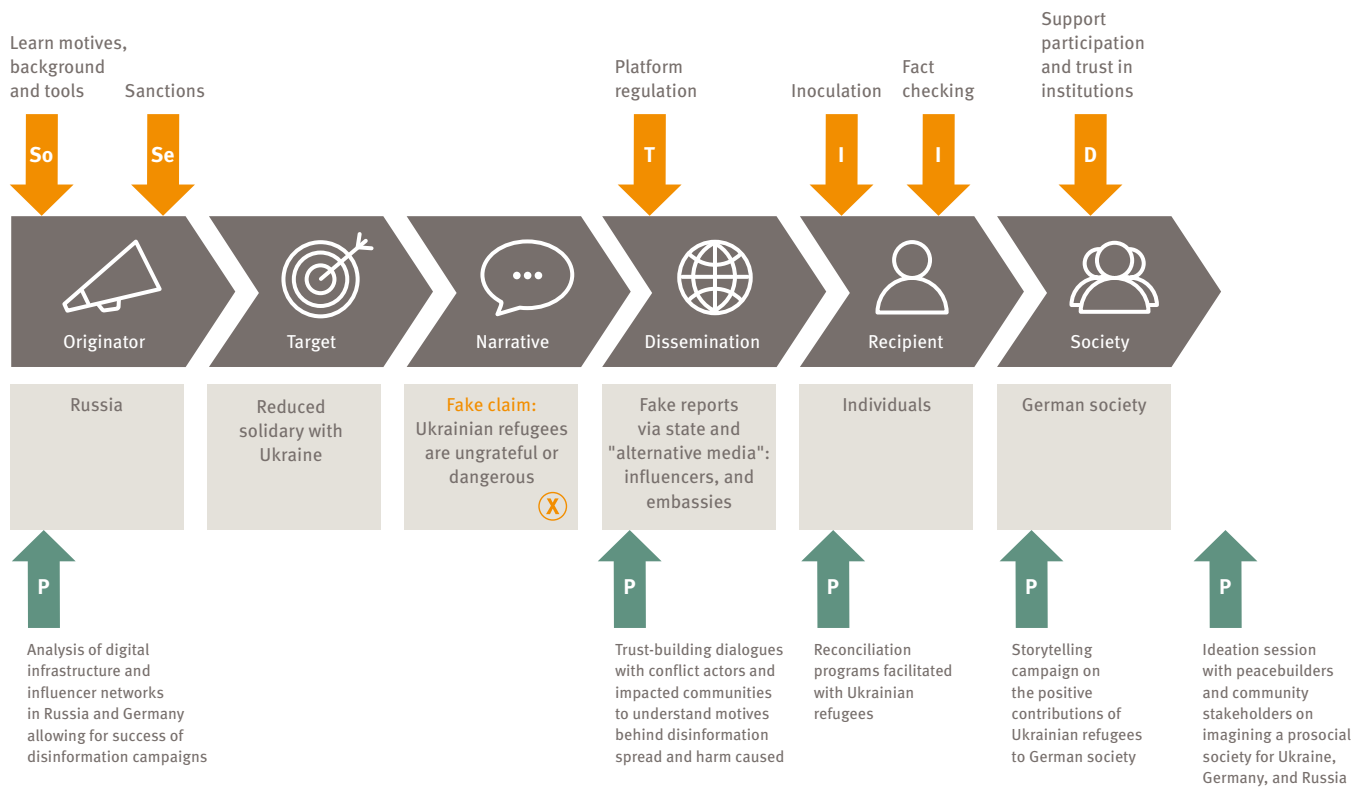 Learn motives,
background
and tools
Sanctions
Platform
regulation
Inoculation
Fact
checking
Support
participation
and trust in
institutions
So
Se
T
I
I
D
Originator
Target
Narrative
Dissemination
Recipient
Society
Russia
Reduced
solidary with
Ukraine
Fake claim:
Ukrainian refugees
are ungrateful or
dangerous
X
Fake reports
via state and
"alternative media":
influencers, and
embassies
Individuals
German society
P
P
P
P
P
Analysis of digital
infrastructure and
influencer networks
in Russia and Germany
allowing for success of
disinformation campaigns
Trust-building dialogues
with conflict actors and
impacted communities
to understand motives
behind disinformation
spread and harm caused
Reconciliation
programs facilitated
with Ukrainian
refugees
Storytelling
campaign on
the positive
contributions of
Ukrainian refugees
to German society
Ideation session
with peacebuilders
and community
stakeholders on
imagining a prosocial
society for Ukraine,
Germany, and Russia